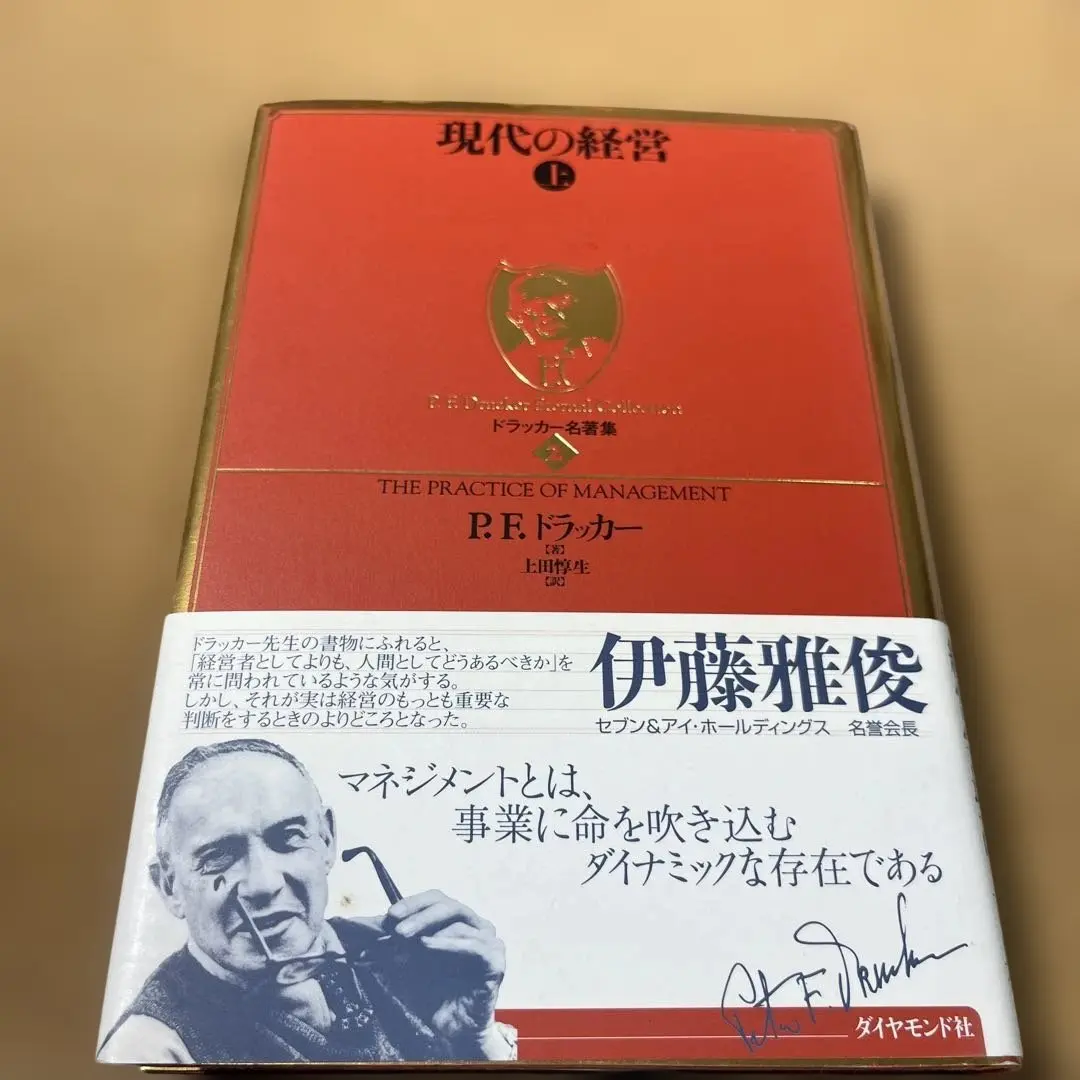 現代の経営
上
P. F. Drucker Eternal Collection
ドラッカー名著集
2
THE PRACTICE OF MANAGEMENT
P. F. ドラッカー
【著】
上田惇生
【訳】
ドラッカー先生の書物にふれると、
「経営者としてよりも、人間としてどうあるべきか」を
常に問われているような気がする。
しかし、それが実は経営のもっとも重要な
判断をするときのよりどころとなった。
伊藤雅俊
セブン&アイ・ホールディングス 名誉会長
マネジメントとは、
事業に命を吹き込む
ダイナミックな存在である
Peter F. Drucker
ダイヤモンド社